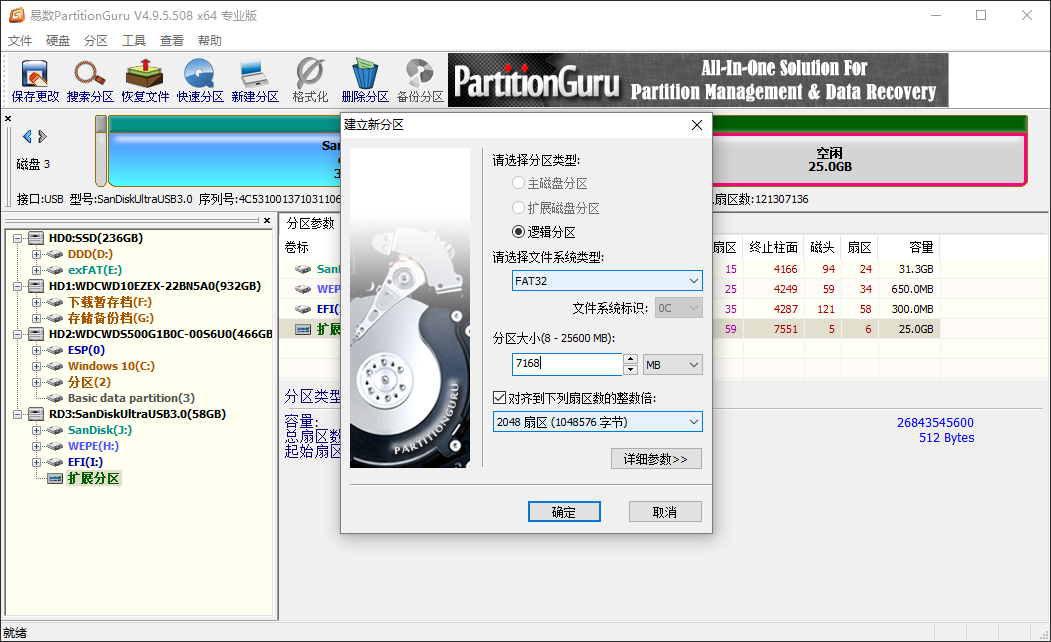 易数PartitionGuru V4.9.5.508 x64 专业版
文件 硬盘 分区 工具 查看 帮助
保存更改 搜索分区 恢复文件 快速分区 新建分区 格式化 删除分区 备份分区
PartitionGuru
All-In-One Solution For
Partition Management & Data Recovery
磁盘 3
San
空闲
25.0GB
接口:USB 型号:SanDiskUltraUSB3.0 序列号:4C531001371031106
扇区数:121307136
HD0:SSD(236GB)
DDD(D:)
exFAT(E:)
HD1:WDCWD10EZEX-22BN5A0(932GB)
下载暂存档(F:)
存储备份档(G:)
HD2:WDCWDS500G1B0C-00S6U0(466GB
ESP(0)
Windows 10(C:)
分区(2)
Basic data partition(3)
RD3:SanDiskUltraUSB3.0(58GB)
SanDisk(J:)
WEPE(H:)
EFI(I:)
扩展分区
分区参数
卷标 扇区 终止柱面 磁头 扇区 容量
SanD 15 4166 94 24 31.3GB
WEP 25 4249 59 34 650.0MB
EFI( 35 4287 121 58 300.0MB
扩展 59 7551 5 6 25.0GB
分区类型
容量:
总扇区数
起始扇区
26843545600
512 Bytes
建立新分区
请选择分区类型:
主磁盘分区
扩展磁盘分区
逻辑分区
请选择文件系统类型:
FAT32
文件系统标识: 0C
分区大小(8 - 25600 MB):
7168 MB
对齐到下列扇区数的整数倍:
2048 扇区 (1048576 字节)
详细参数>>
PARTITIONGURU
确定 取消
就绪